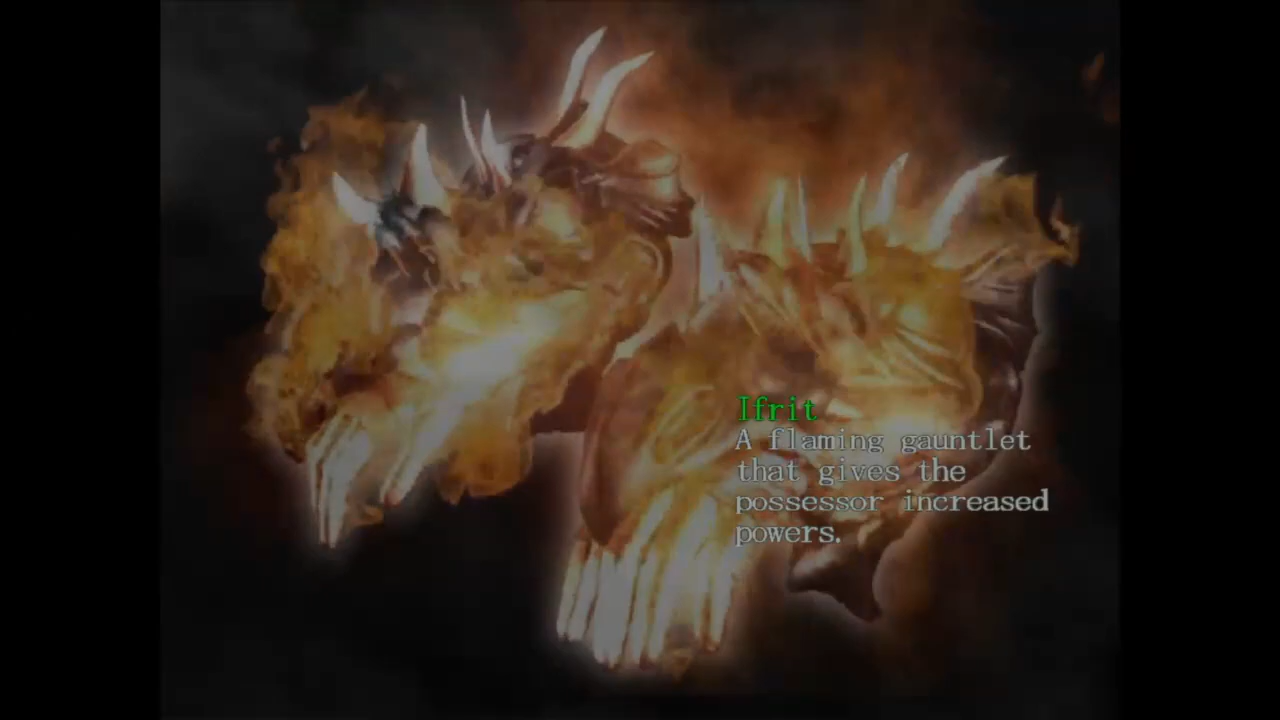 Ifrit
A flaming gauntlet
that gives the
possessor increased
powers.